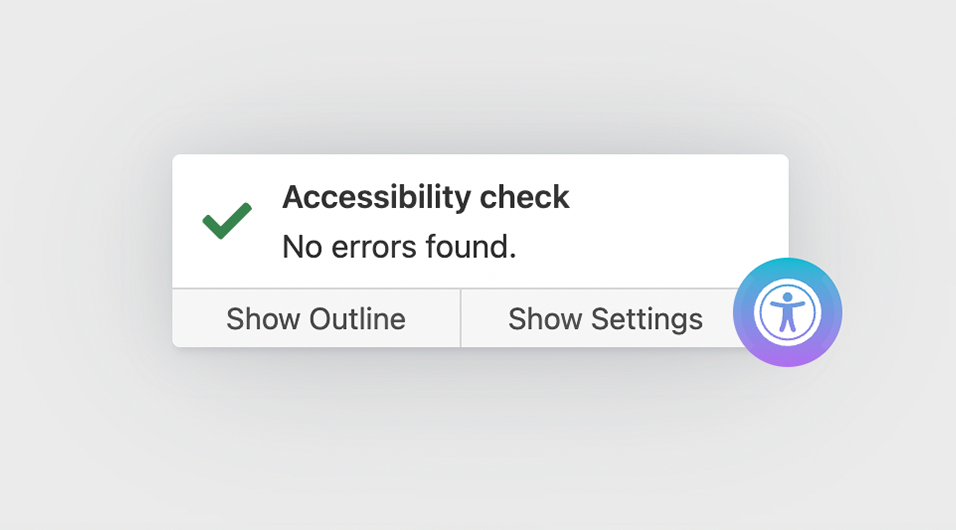 Accessibility check
No errors found.
Show Outline
Show Settings